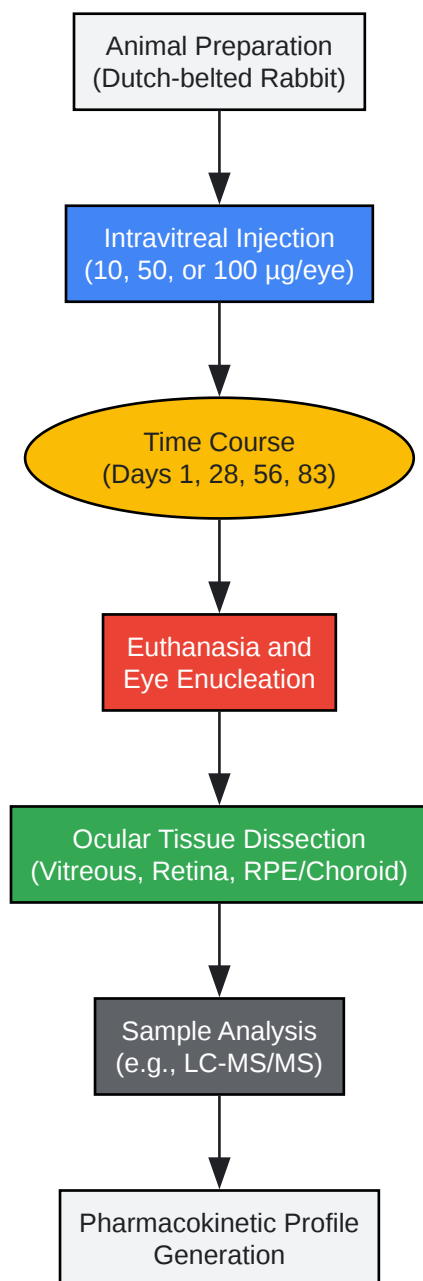 Animal Preparation
(Dutch-belted Rabbit)
Intravitreal Injection
(10, 50, or 100 µg/eye)
Time Course
(Days 1, 28, 56, 83)
Euthanasia and
Eye Enucleation
Ocular Tissue Dissection
(Vitreous, Retina, RPE/Choroid)
Sample Analysis
(e.g., LC-MS/MS)
Pharmacokinetic Profile
Generation